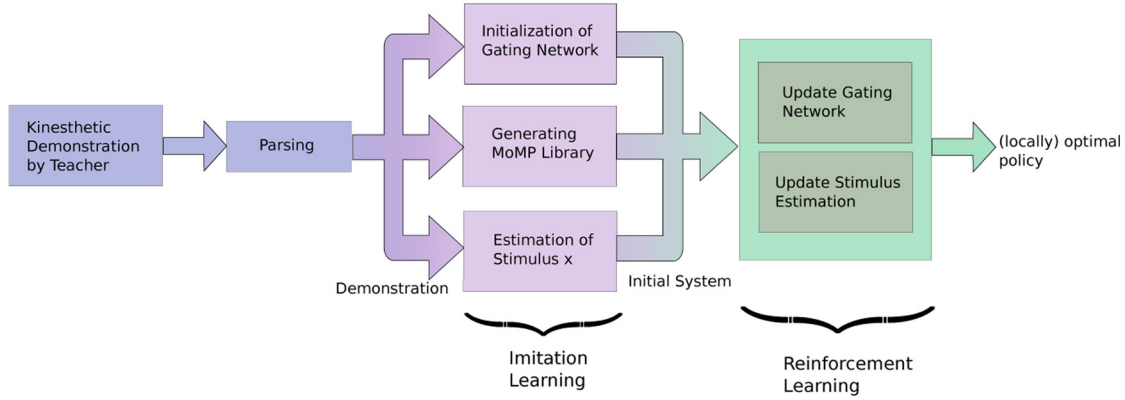 Kinesthetic
Demonstration
by Teacher
Parsing
Initialization of
Gating Network
Generating
MoMP Library
Estimation of
Stimulus x
Demonstration
Initial System
Update Gating
Network
Update Stimulus
Estimation
(locally) optimal
policy
Imitation
Learning
Reinforcement
Learning